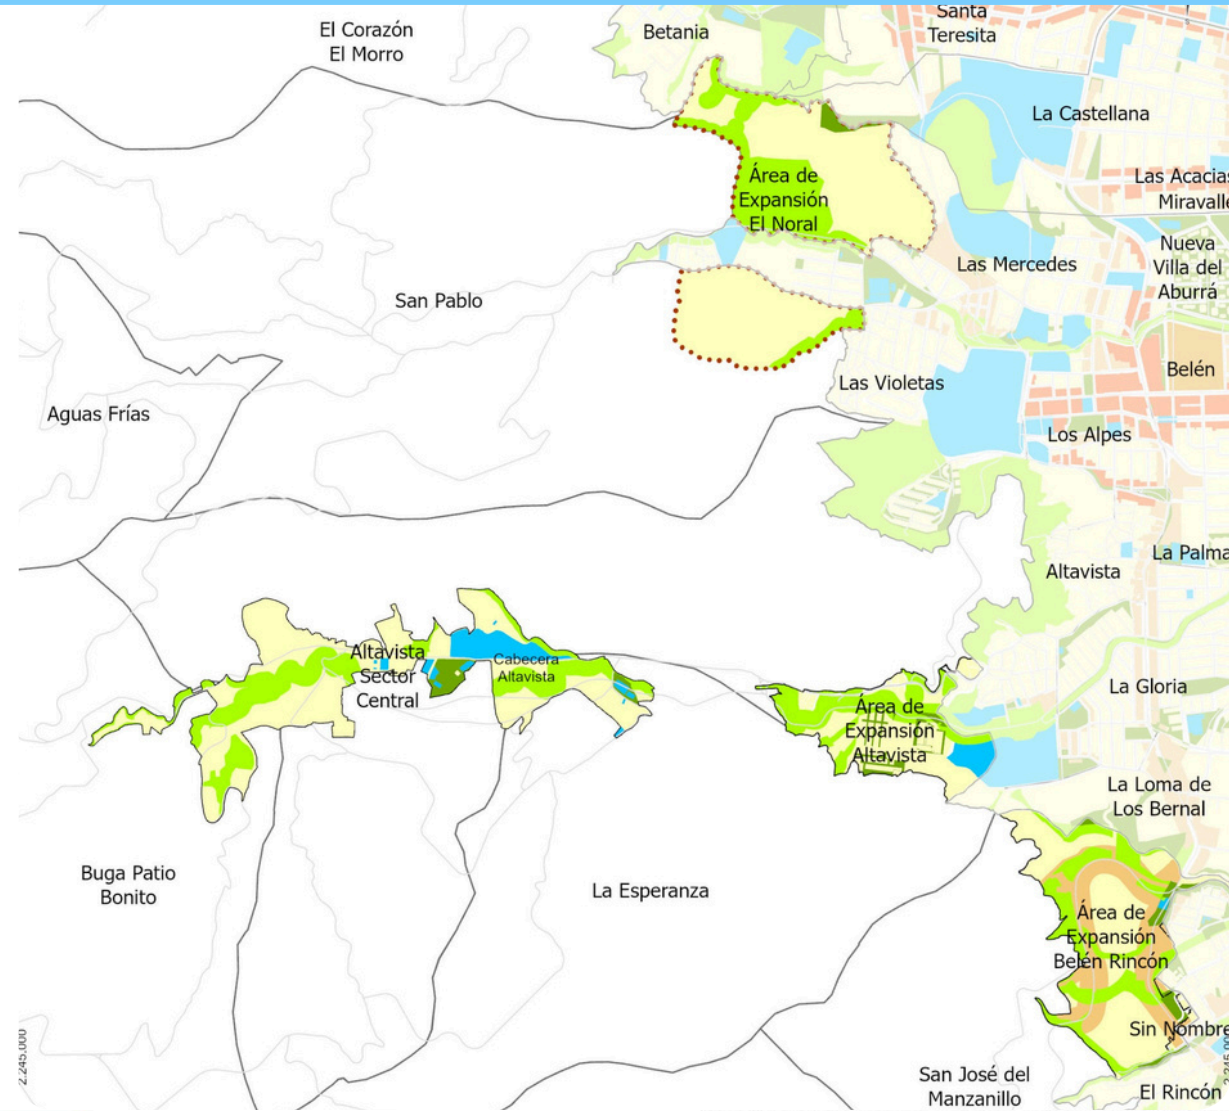 El Corazón
El Morro
Betania
Santa
Teresita
La Castellana
Las Acacias
Miravalle
Área de
Expansión
El Noral
Nueva
Villa del
Aburrá
Las Mercedes
San Pablo
Belén
Las Violetas
Aguas Frías
Los Alpes
La Palma
Altavista
Altavista
Sector
Central
Cabecera
Altavista
La Gloria
Área de
Expansión
Altavista
La Loma de
Los Bernal
Buga Patio
Bonito
La Esperanza
Área de
Expansión
Belén Rincón
Sin Nombre
2.245.000
2.245.000
San José del
Manzanillo
El Rincón